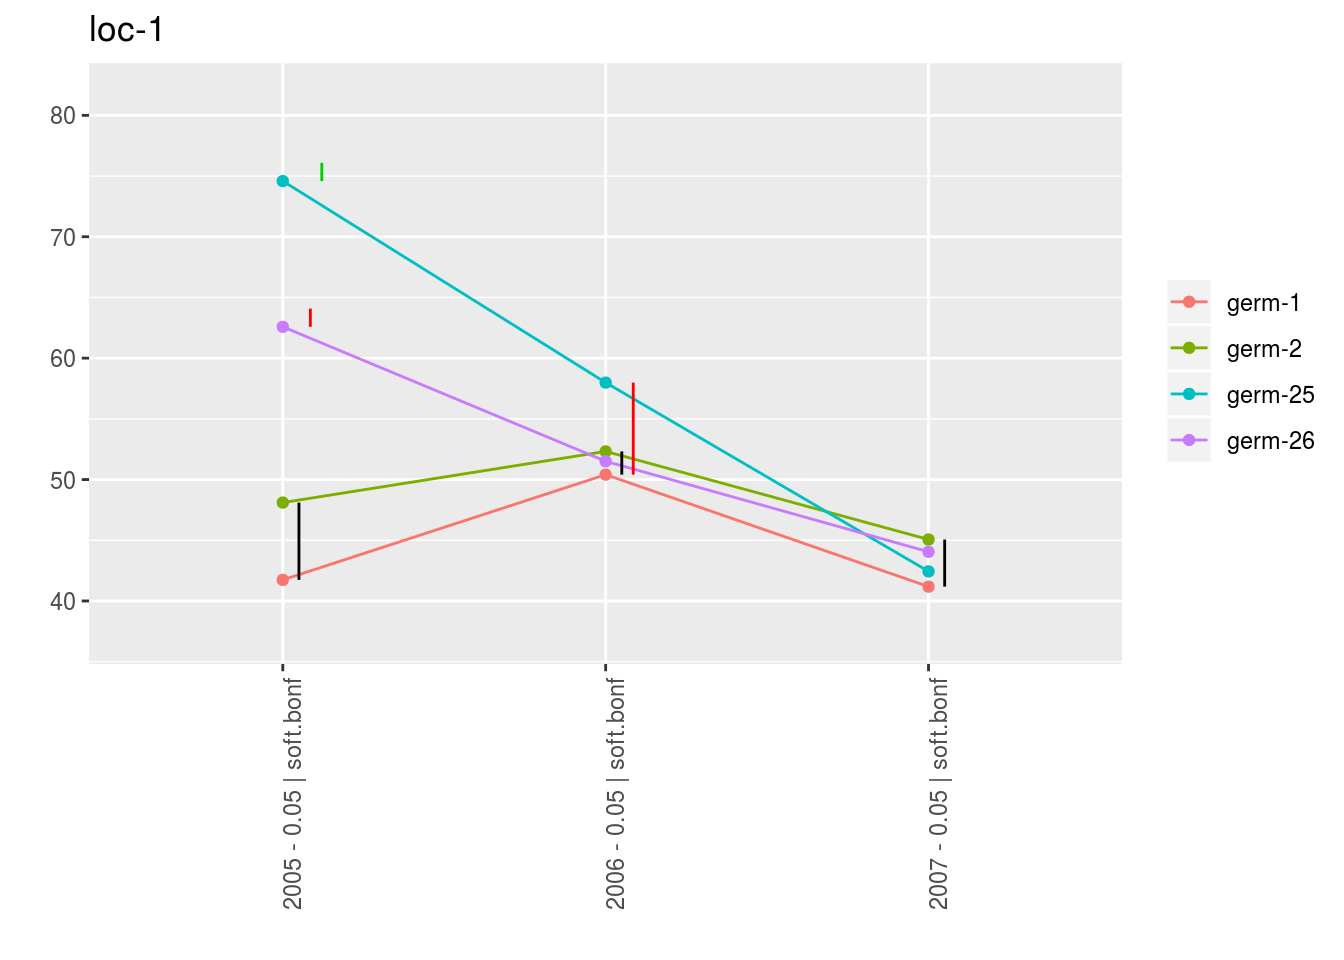 loc-1
80
70
60
50
40
germ-1
germ-2
germ-25
germ-26
2005 - 0.05 | soft.bonf
2006 - 0.05 | soft.bonf
2007 - 0.05 | soft.bonf